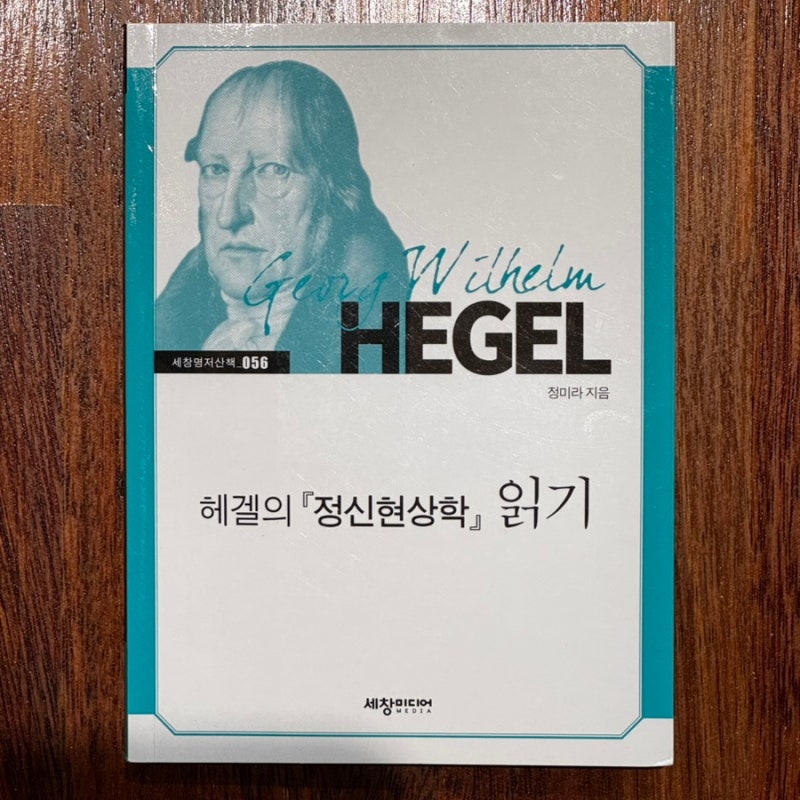 Georg Wilhelm
HEGEL
세창명저산책_056
정미라 지음
헤겔의 『정신현상학』 읽기
세창미디어
MEDIA